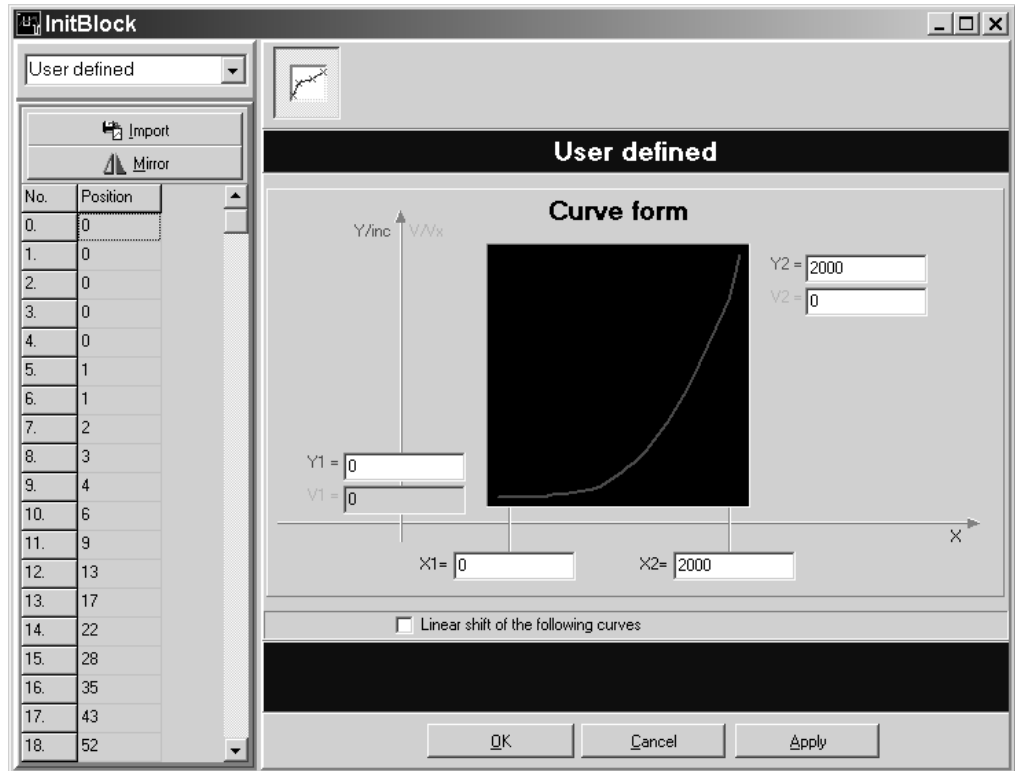 InitBlock
User defined
Import
Mirror
No. Position
0. 0
1. 0
2. 0
3. 0
4. 0
5. 1
6. 1
7. 2
8. 3
9. 4
10. 6
11. 9
12. 13
13. 17
14. 22
15. 28
16. 35
17. 43
18. 52
User defined
Curve form
Y/inc V/Vx
Y2 = 2000
V2 = 0
Y1 = 0
V1 = 0
X
X1= 0 X2= 2000
Linear shift of the following curves
OK Cancel Apply